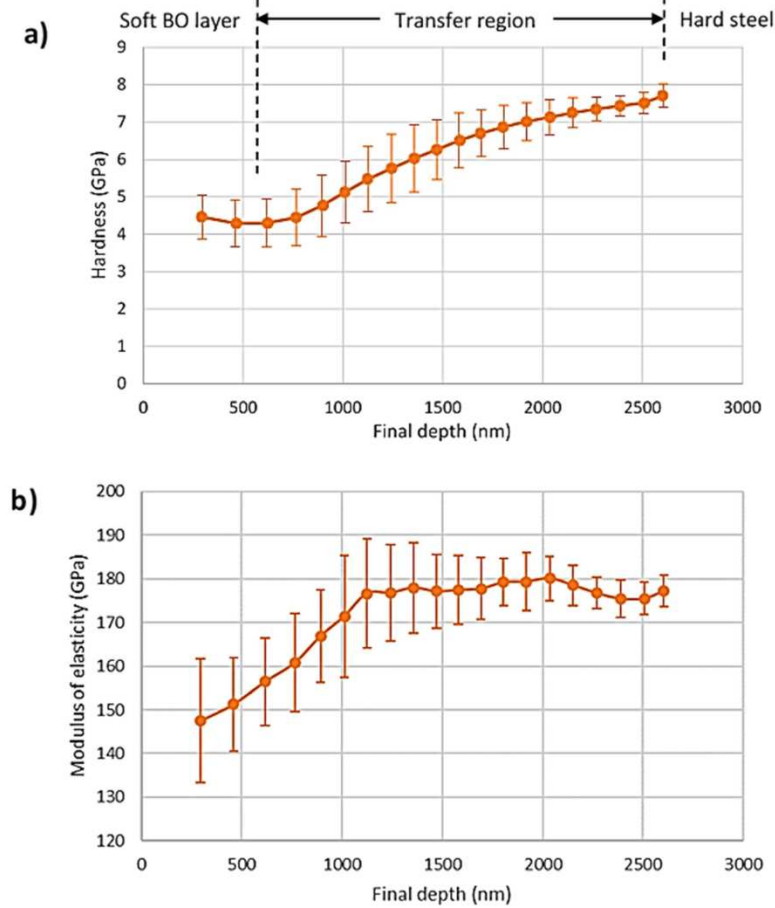 Soft BO layer
Transfer region
Hard steel
a)
9
8
7
6
5
4
3
2
1
0
Hardness (GPa)
0 500 1000 1500 2000 2500 3000
Final depth (nm)
b)
200
190
180
170
160
150
140
130
120
Modulus of elasticity (GPa)
0 500 1000 1500 2000 2500 3000
Final depth (nm)